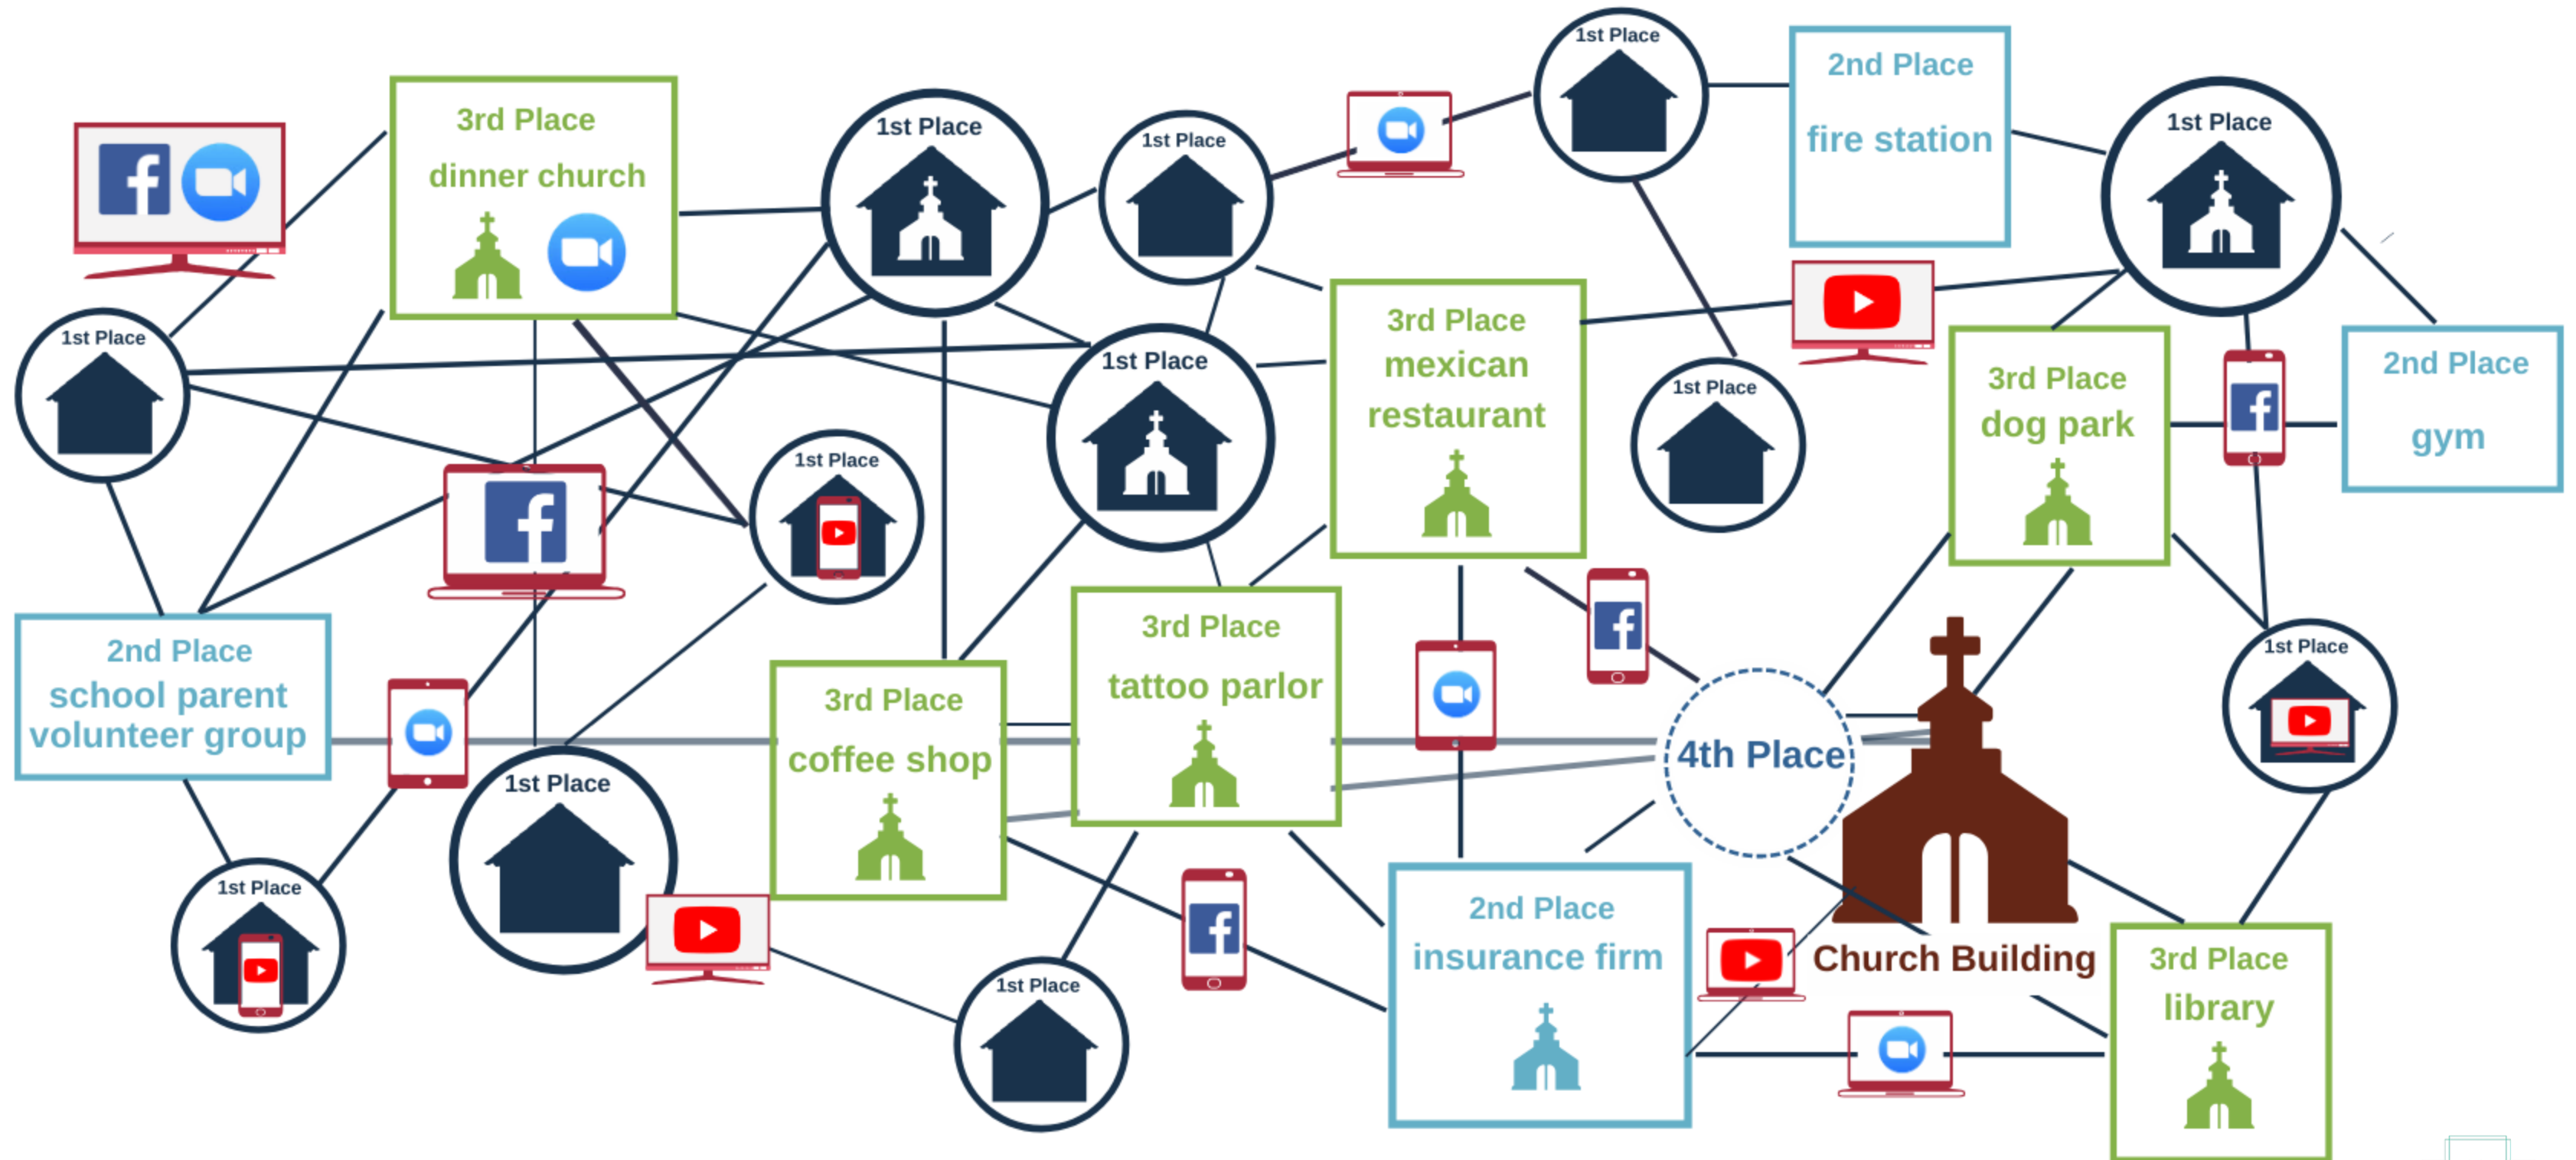 1st Place
2nd Place
fire station
3rd Place
dinner church
1st Place
1st Place
1st Place
1st Place
3rd Place
mexican
restaurant
1st Place
3rd Place
dog park
2nd Place
gym
1st Place
1st Place
1st Place
2nd Place
school parent
volunteer group
3rd Place
tattoo parlor
3rd Place
coffee shop
4th Place
1st Place
1st Place
1st Place
1st Place
2nd Place
insurance firm
Church Building
3rd Place
library